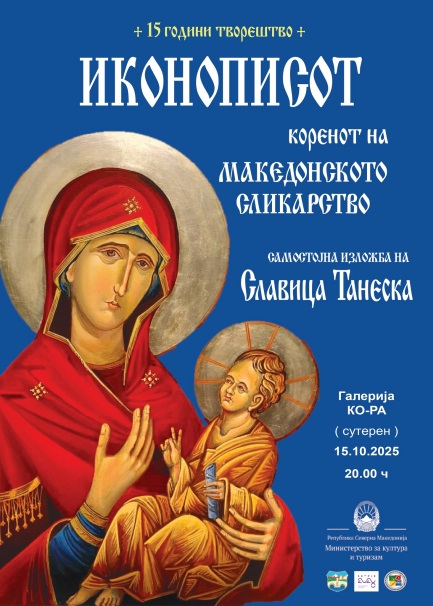 + 15 ГОДИНИ ТВОРЕШТВО +
ИКОНОПИСОТ
КОРЕНОТ НА
МАКЕДОНСКОТО
СЛИКАРСТВО
САМОСТОЈНА ИЗЛОЖБА НА
СЛАВИЦА ТАНЕСКА
Галерија
КО-РА
( сутерен )
15.10.2025
20.00 ч
Република Северна Македонија
Министерство за култура
и туризам